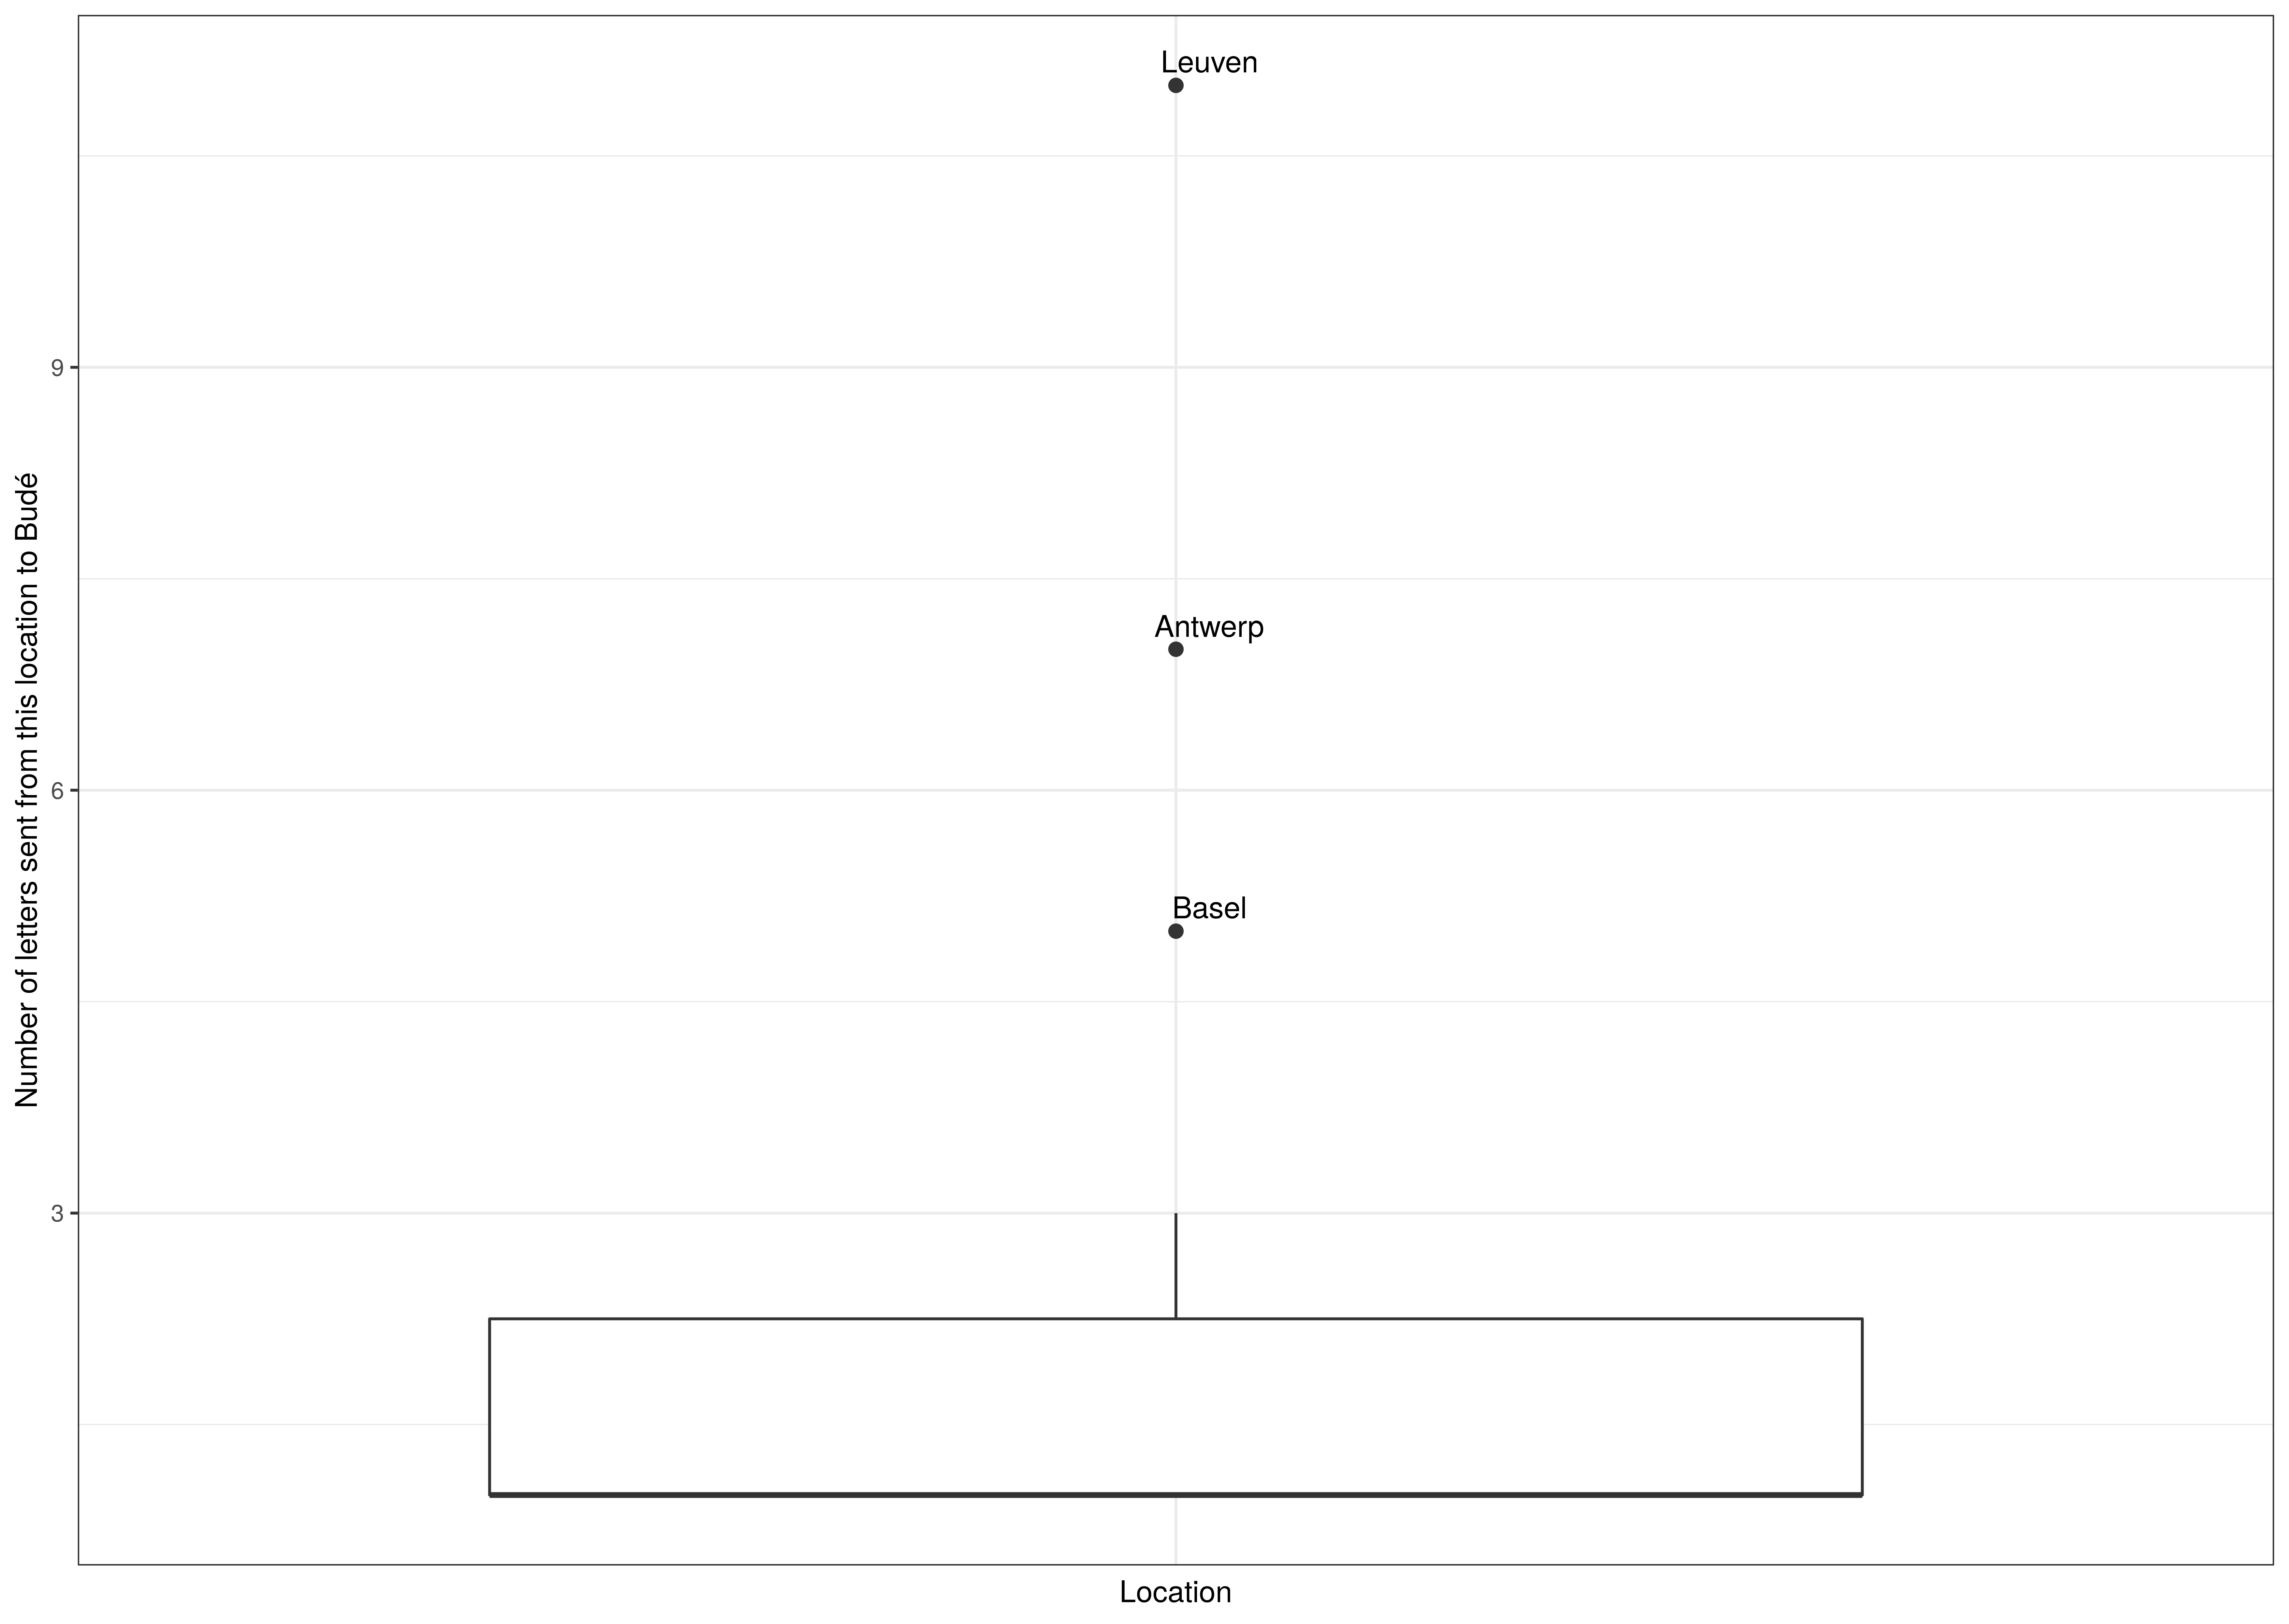 Number of letters sent from this location to Budé
9
6
3
Leuven
Antwerp
Basel
Location